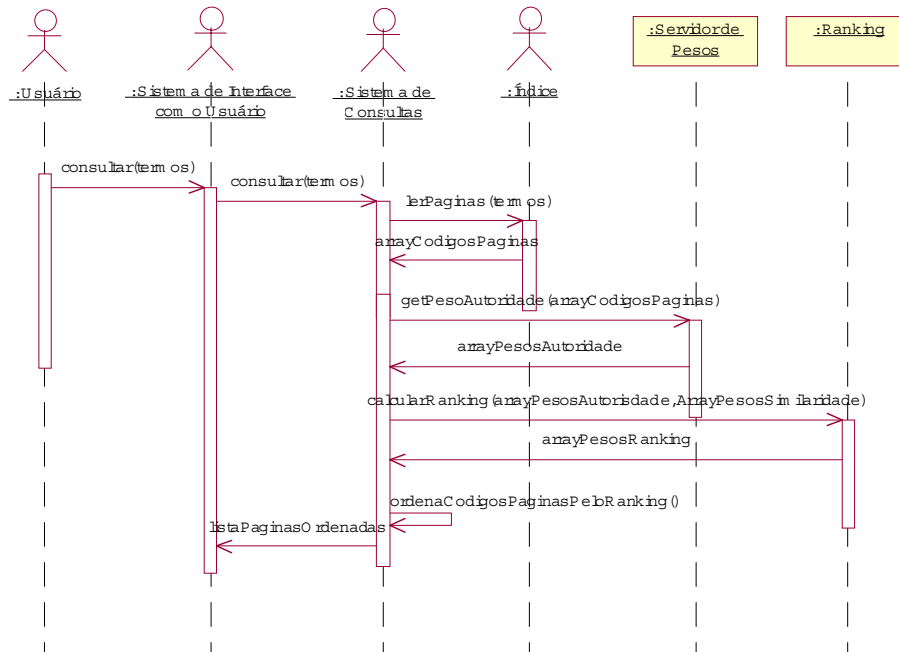 :Servidor de
Pesos
:Ranking
:Usuário
:Sistema de Interface
com o Usuário
:Sistema de
Consultas
:Índice
consultar(termos)
consultar(termos)
lerPaginas(termos)
arrayCodigosPaginas
getPesoAutoridade(arrayCodigosPaginas)
arrayPesosAutoridade
calcularRanking(arrayPesosAutorisdade,ArrayPesosSimilaridade)
arrayPesosRanking
ordenaCodigosPaginasPeloRanking()
listaPaginasOrdenadas